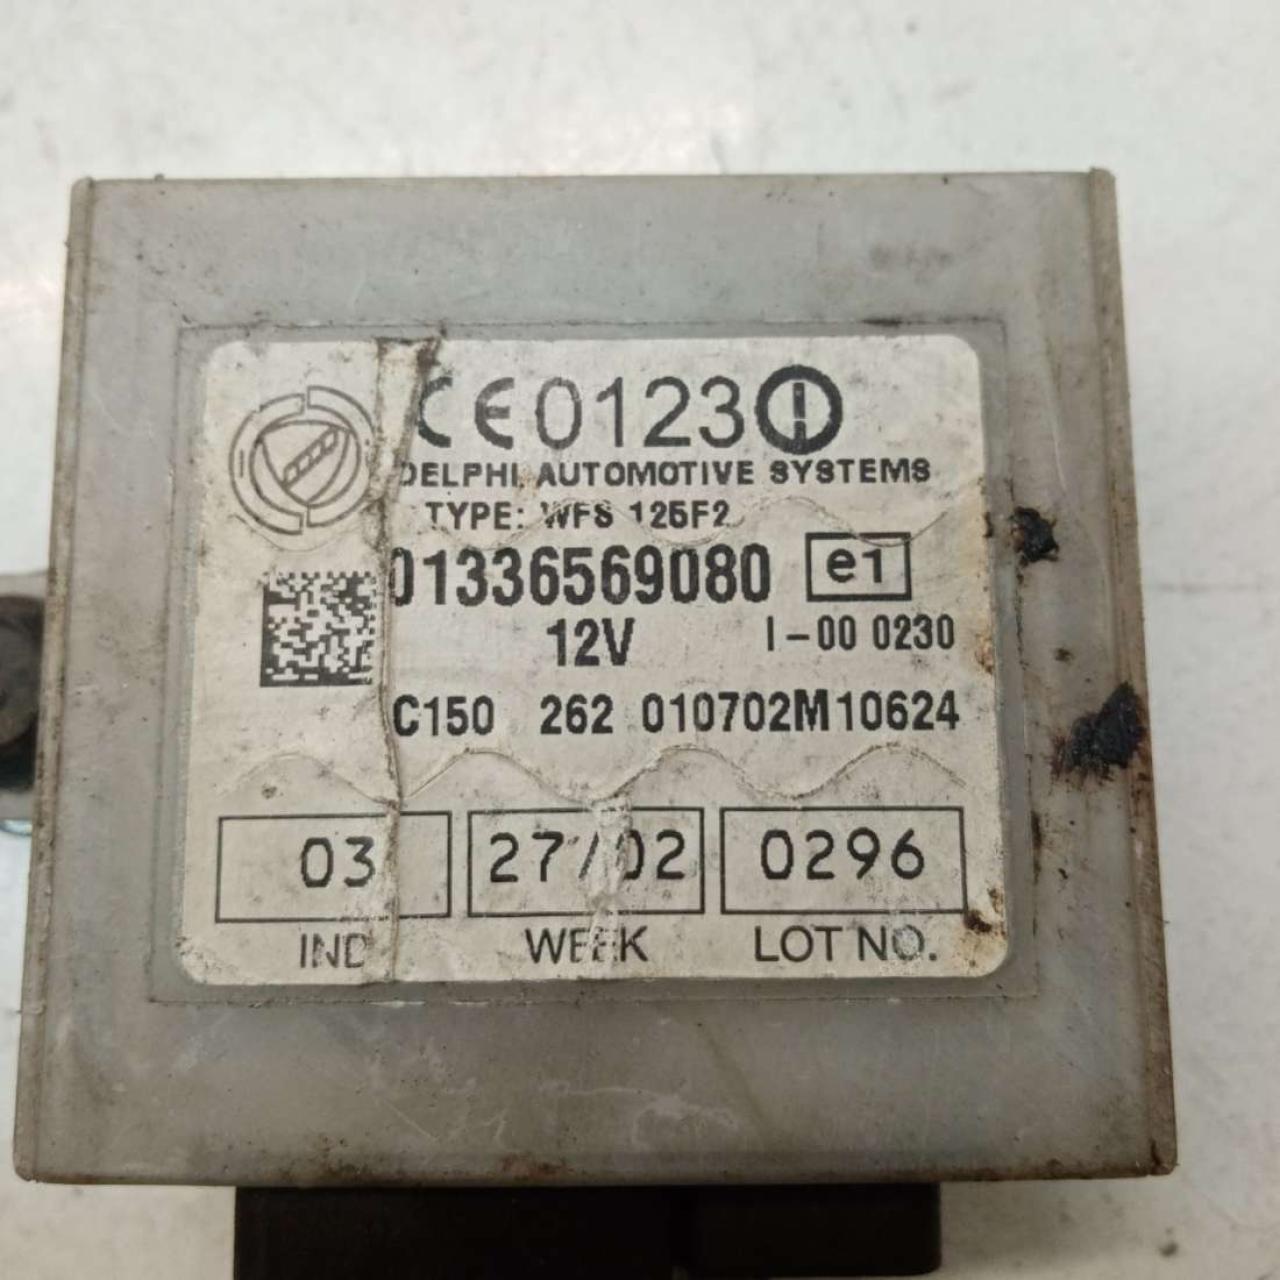 CE0123
DELPHI AUTOMOTIVE SYSTEMS
TYPE: WFS 125F2
01336569080 e1
12V I-00 0230
C150 262 010702M10624
03 27/02 0296
IND WEEK LOT NO.